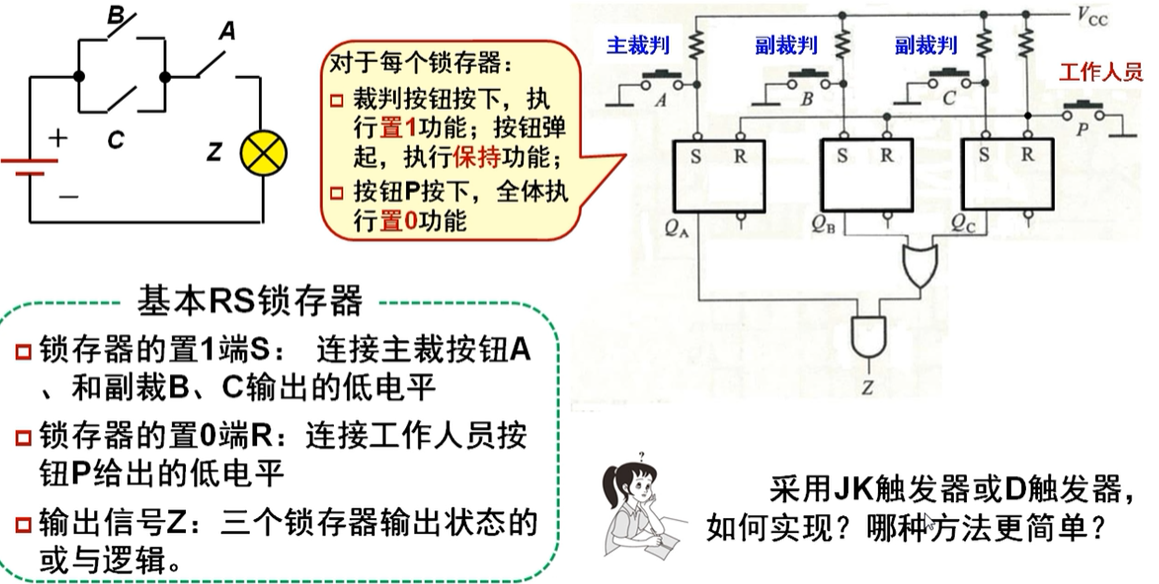 B
A
C
+
Z
—
对于每个锁存器：
裁判按钮按下，执
行置1功能；按钮弹
起，执行保持功能；
按钮P按下，全体执
行置0功能
VCC
主裁判
副裁判
副裁判
工作人员
A
B
C
P
S R
S R
S R
QA
QB
QC
Z
基本RS锁存器
锁存器的置1端S： 连接主裁按钮A
、和副裁B、C输出的低电平
锁存器的置0端R：连接工作人员按
钮P给出的低电平
输出信号Z：三个锁存器输出状态的
或与逻辑。
?
采用JK触发器或D触发器，
如何实现？哪种方法更简单？